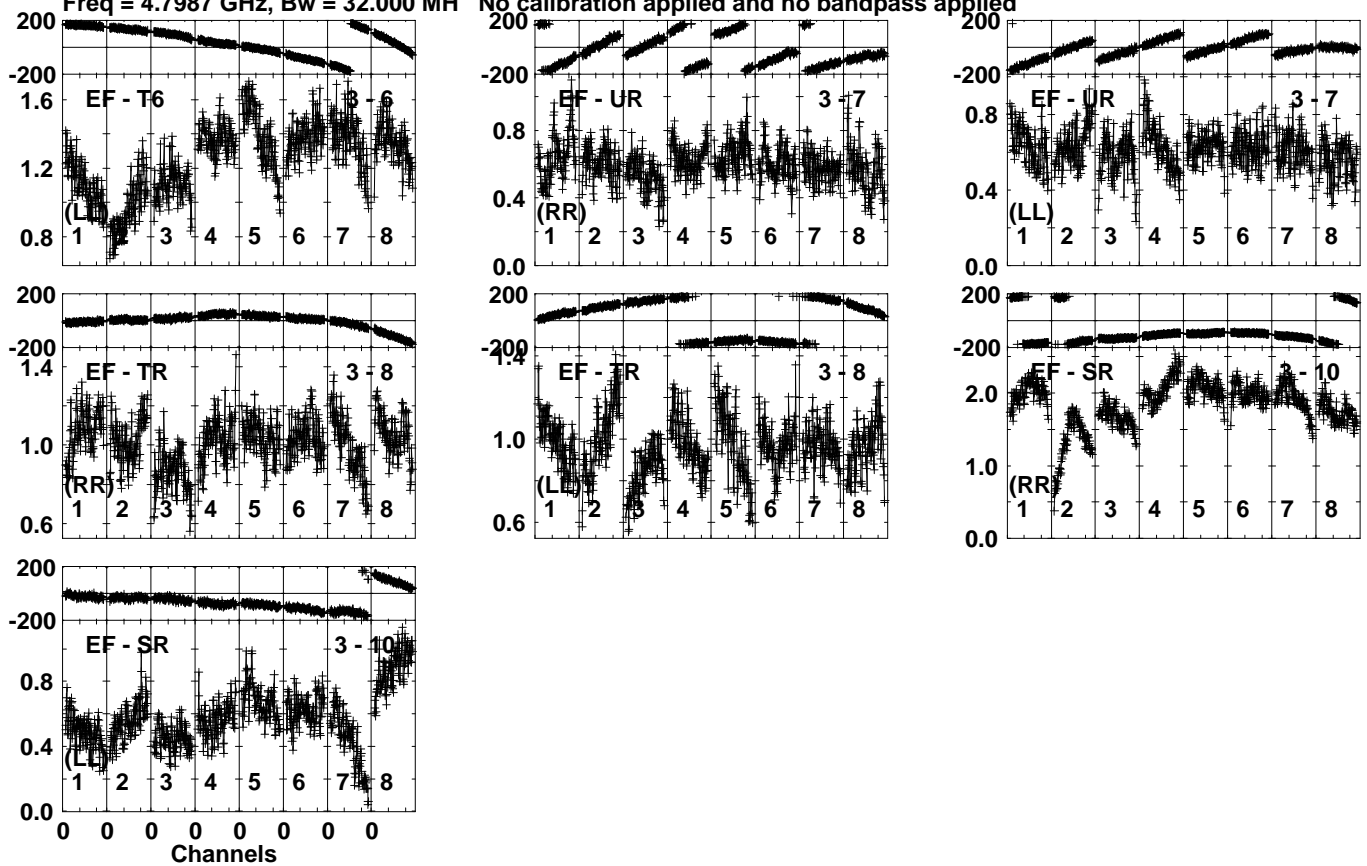 Freq = 4.7987 GHz, Bw = 32.000 MH No calibration applied and no bandpass applied
200
-200
1.6
1.2
0.8
EF - T6
3 - 6
(LL)
1 2 3 4 5 6 7 8
0.8
0.4
0.0
EF - UR
3 - 7
(RR)
1 2 3 4 5 6 7 8
0.8
0.4
0.0
EF - UR
3 - 7
(LL)
1 2 3 4 5 6 7 8
200
-200
1.4
1.0
0.6
EF - TR
3 - 8
(RR)
1 2 3 4 5 6 7 8
200
-200
1.4
1.0
0.6
EF - TR
3 - 8
(LL)
1 2 3 4 5 6 7 8
200
-200
2.0
1.0
0.0
EF - SR
3 - 10
(RR)
1 2 3 4 5 6 7 8
200
-200
0.8
0.4
0.0
EF - SR
3 - 10
(LL)
1 2 3 4 5 6 7 8
0 0 0 0 0 0 0 0
Channels